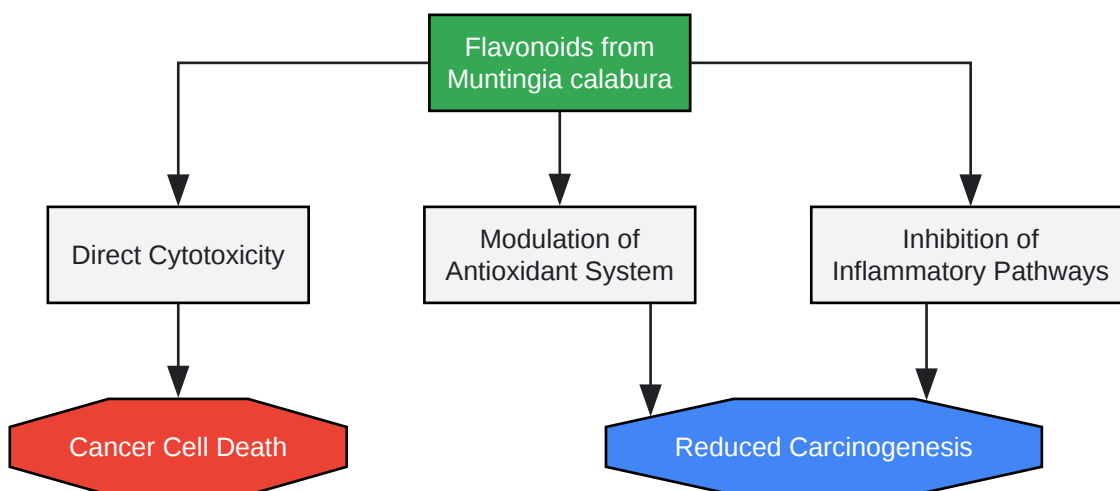 Flavonoids from
Muntingia calabura
Direct Cytotoxicity
Modulation of
Antioxidant System
Inhibition of
Inflammatory Pathways
Cancer Cell Death
Reduced Carcinogenesis